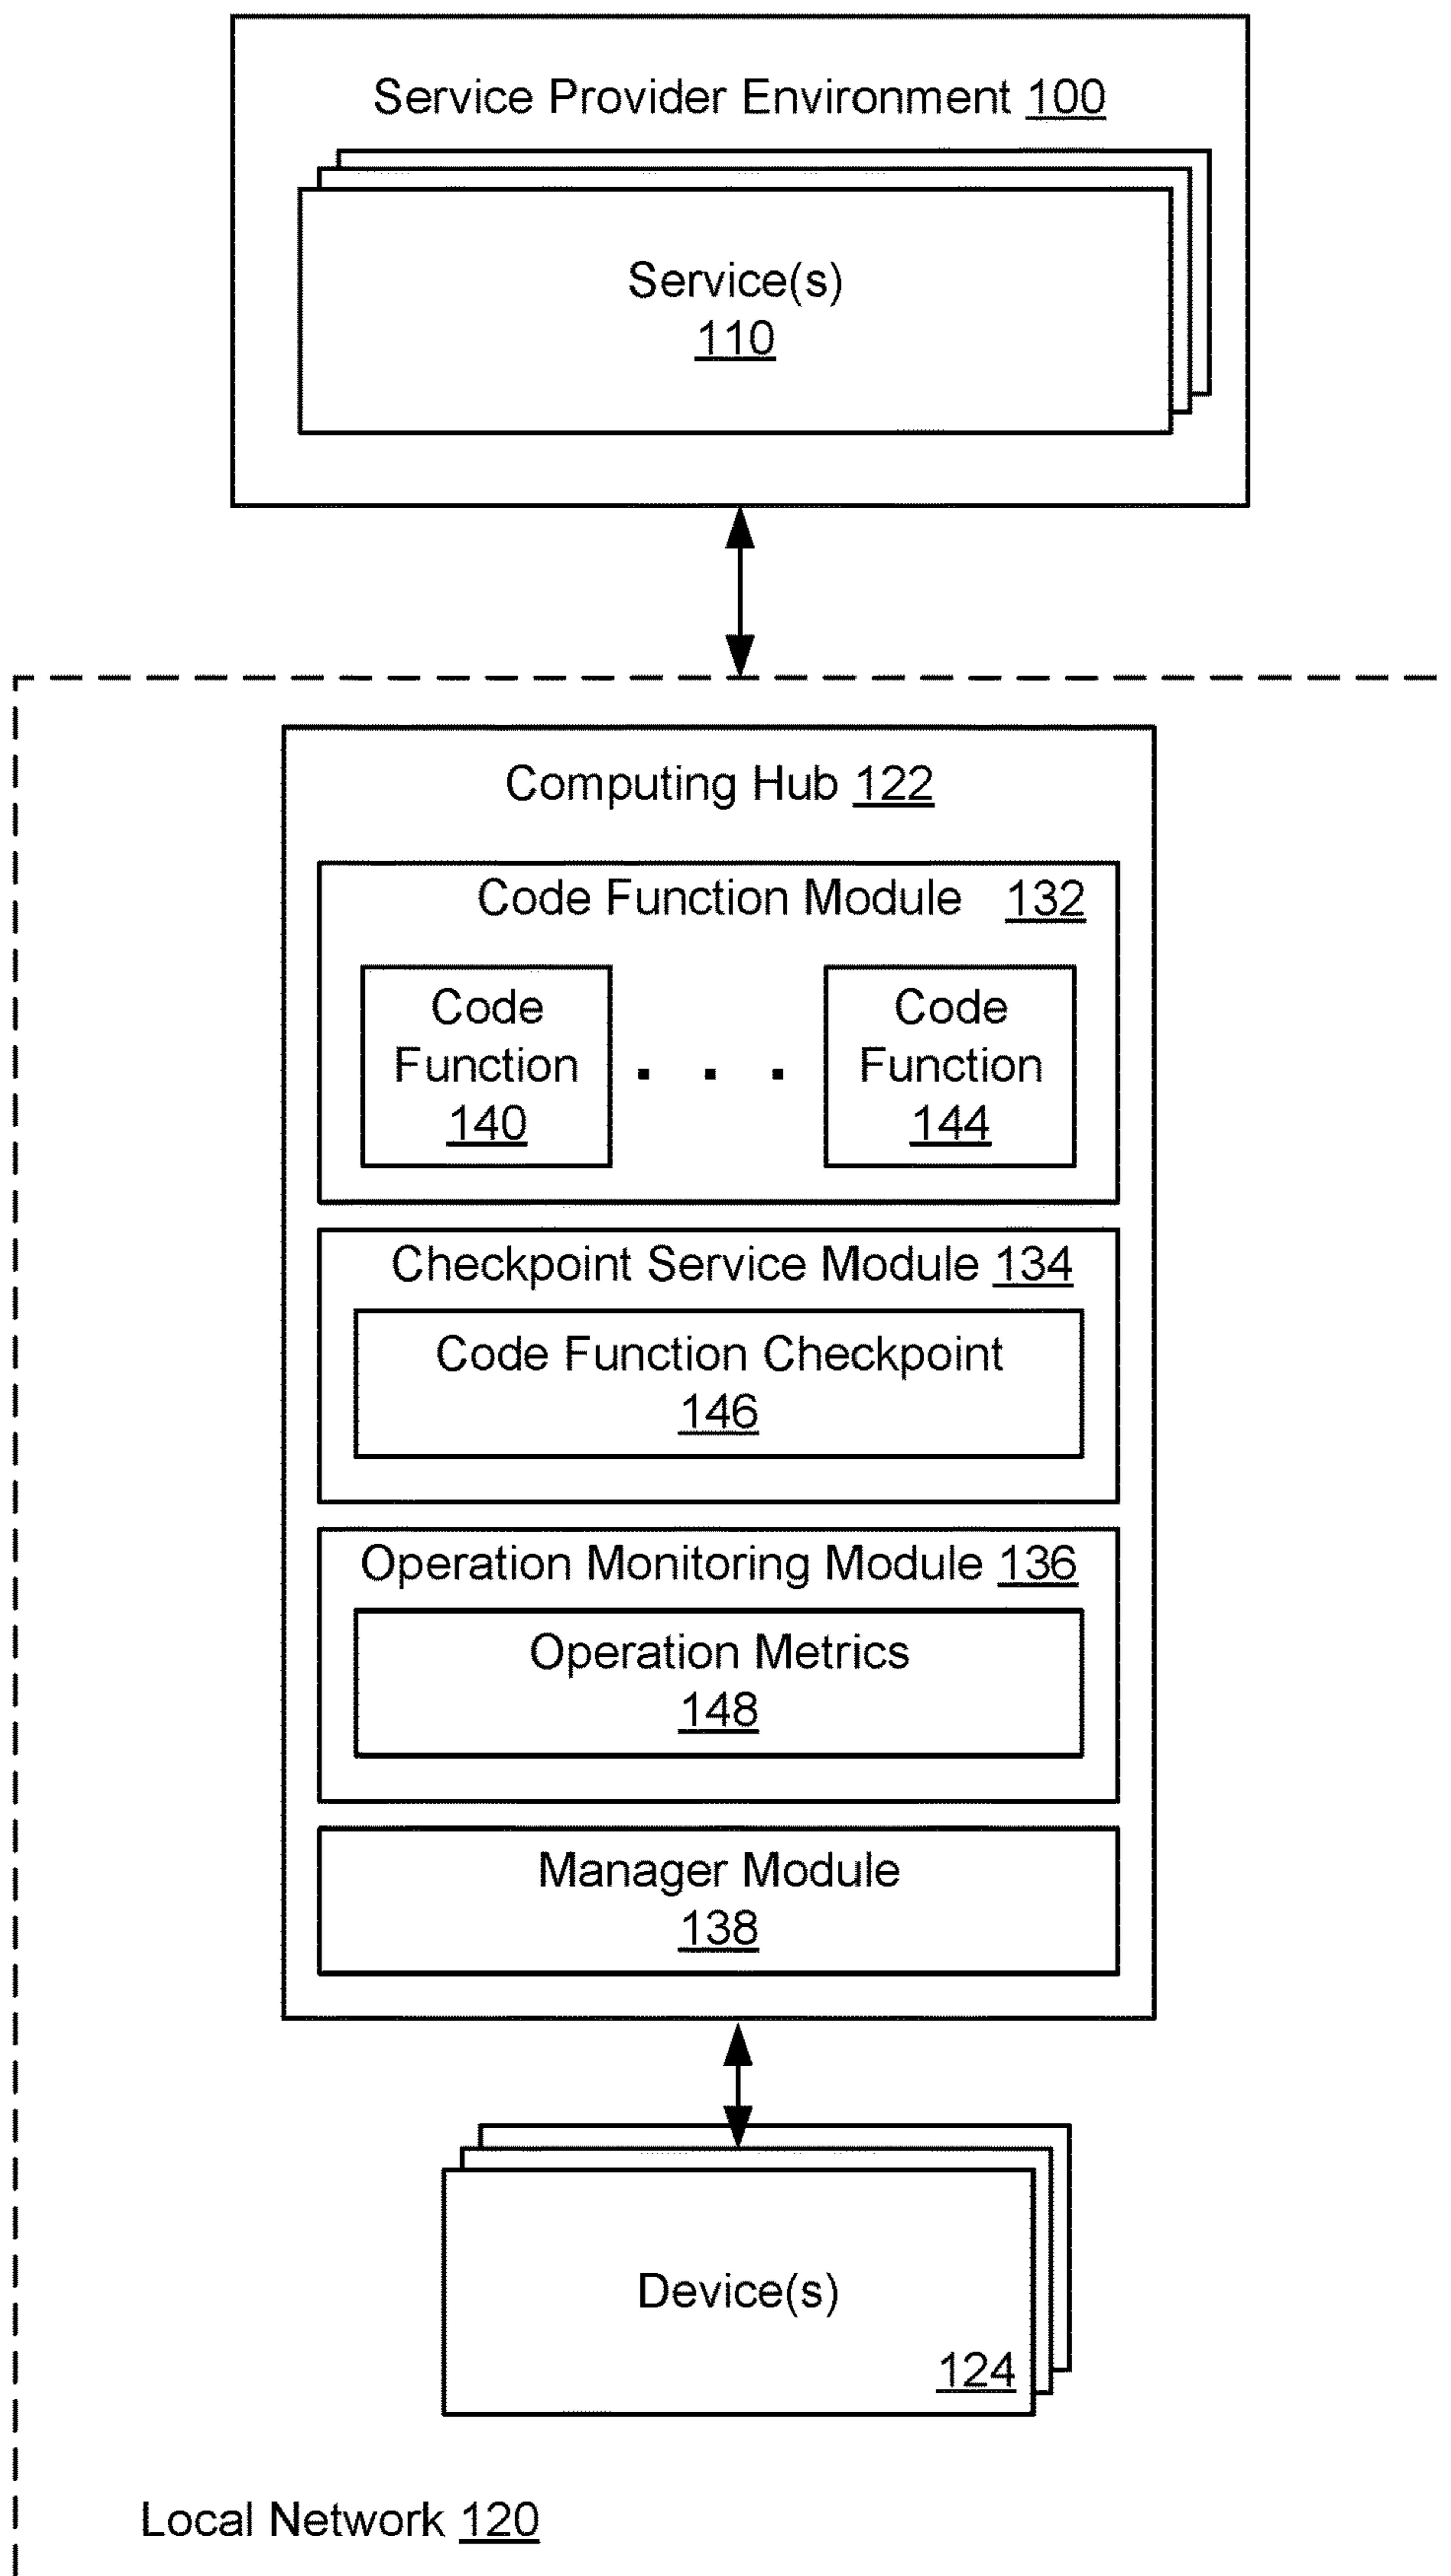 Service Provider Environment 100
Service(s)
110
Computing Hub 122
Code Function Module 132
Code
Function
140
. . .
Code
Function
144
Checkpoint Service Module 134
Code Function Checkpoint
146
Operation Monitoring Module 136
Operation Metrics
148
Manager Module
138
Device(s)
124
Local Network 120